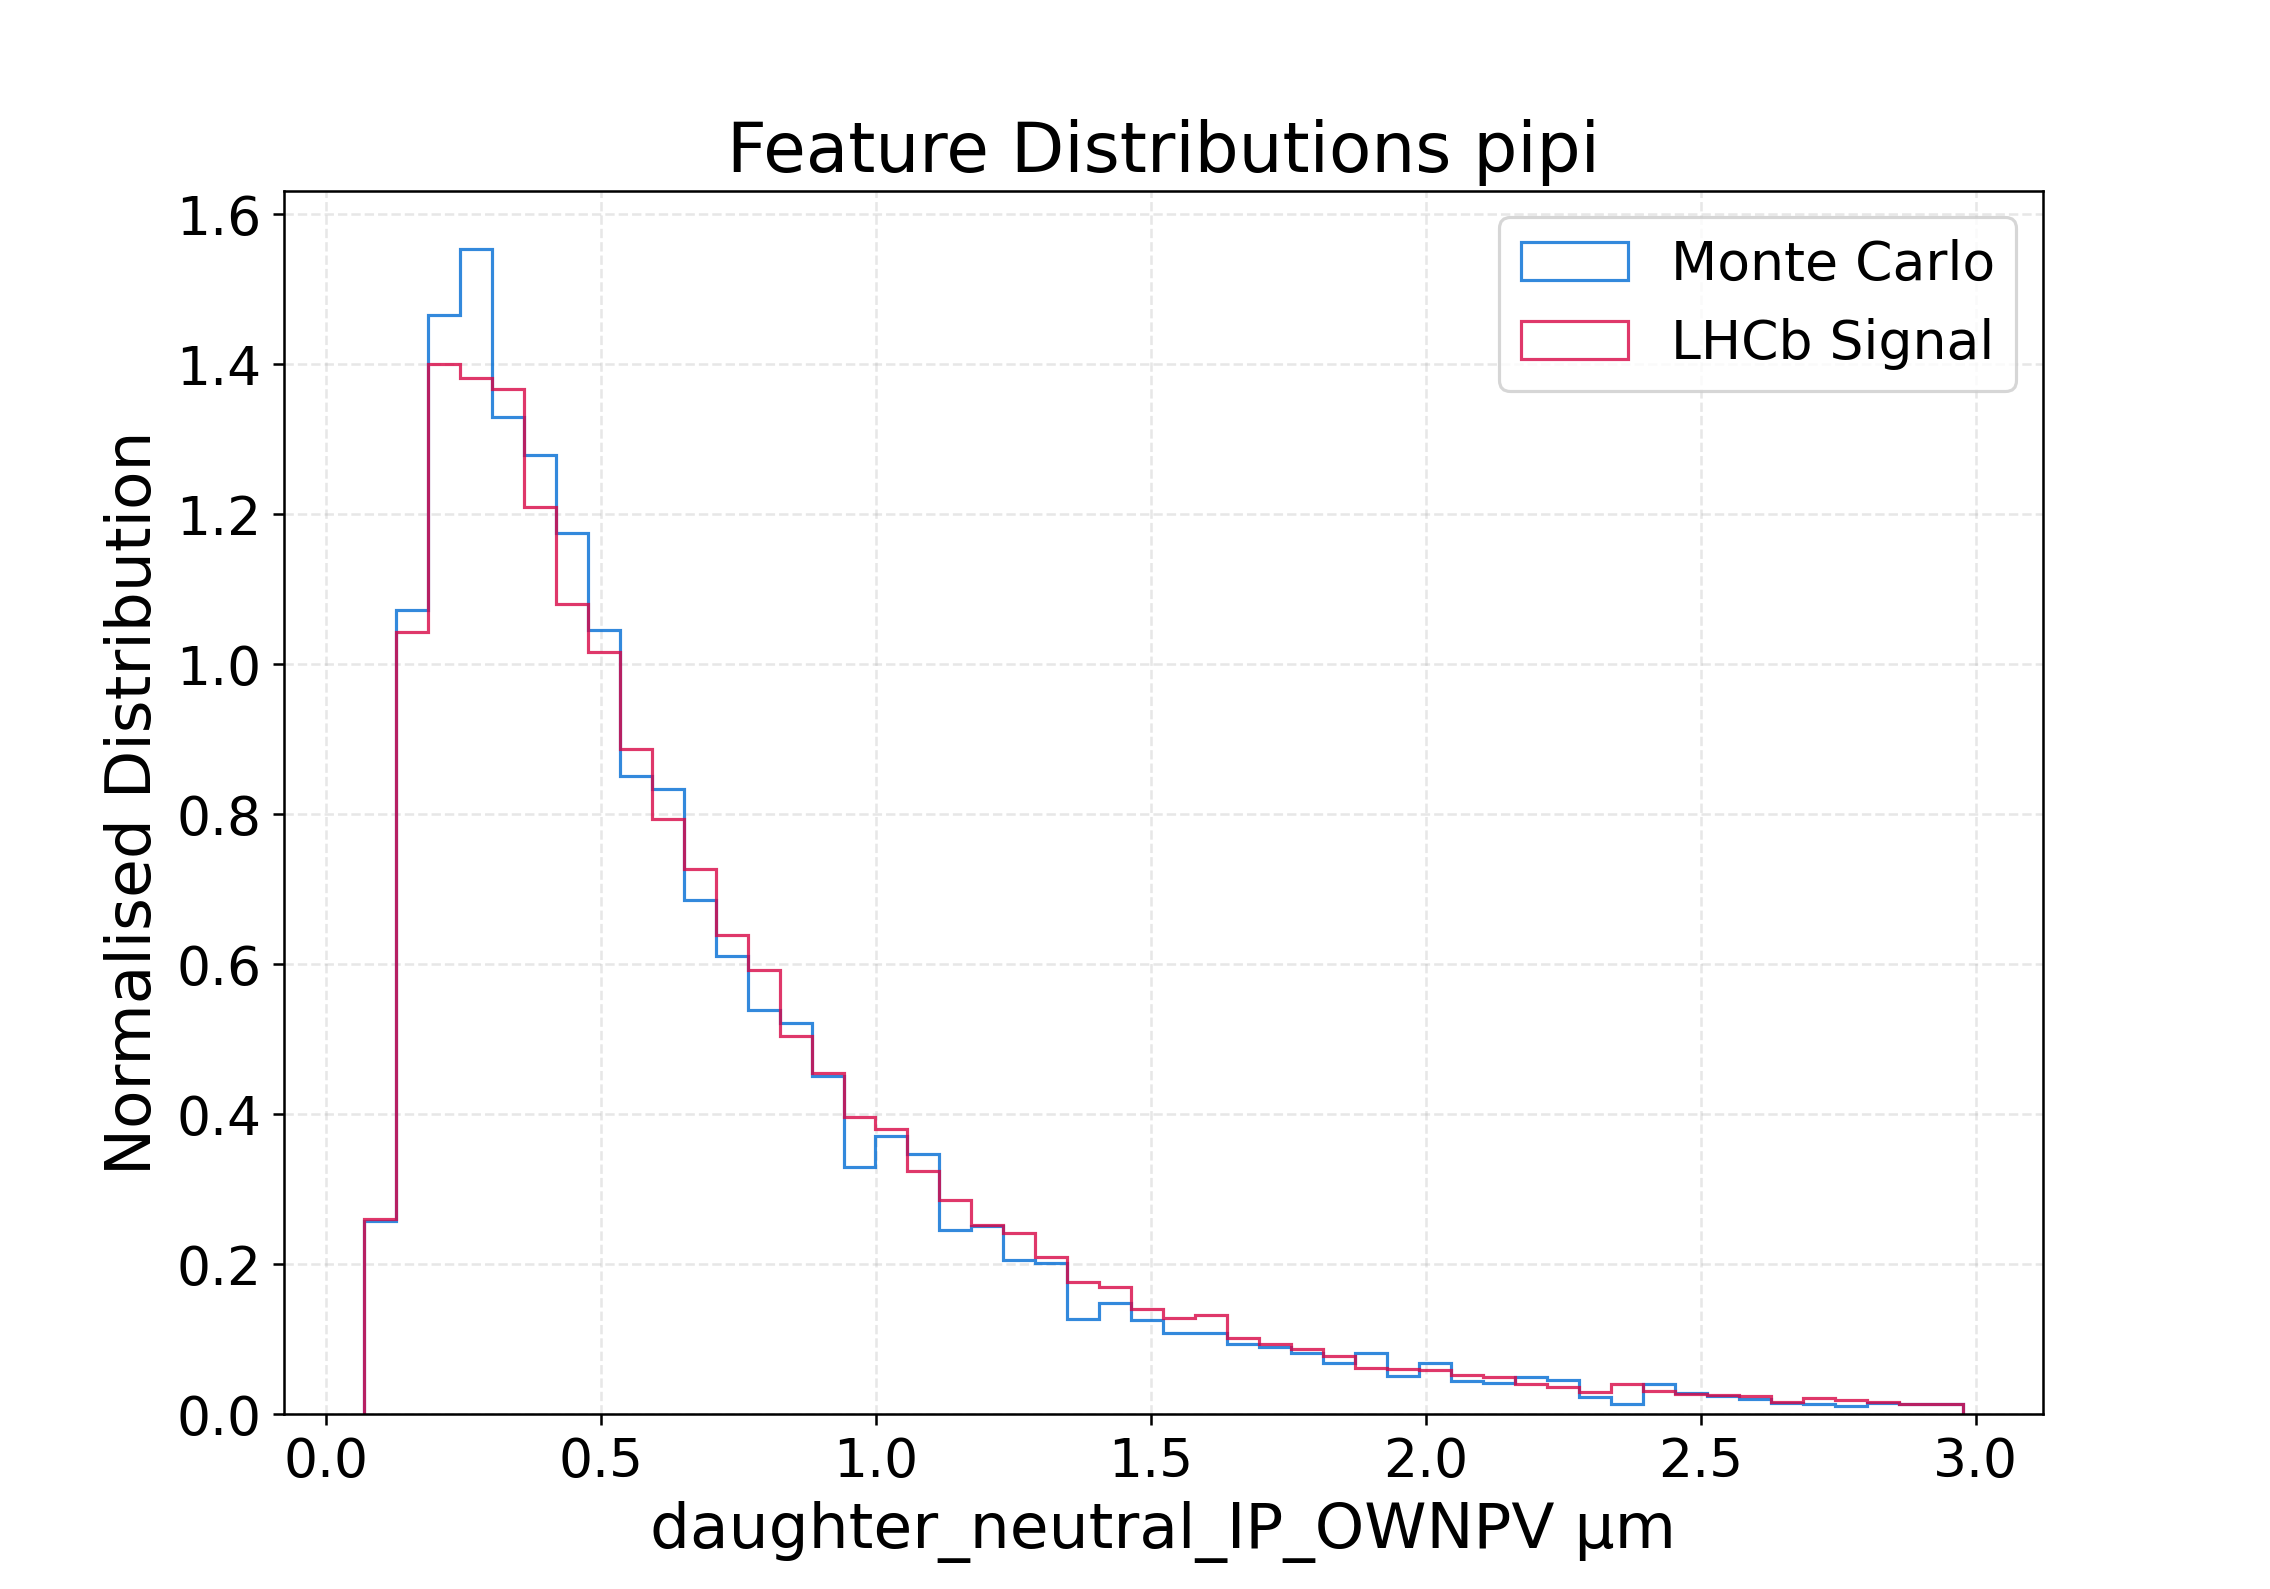 Feature Distributions pipi
Monte Carlo
LHCb Signal
Normalised Distribution
1.6
1.4
1.2
1.0
0.8
0.6
0.4
0.2
0.0
0.0 0.5 1.0 1.5 2.0 2.5 3.0
daughter_neutral_IP_OWNPV µm